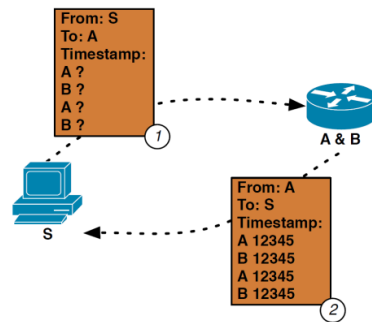 From: S
To: A
Timestamp:
A ?
B ?
A ?
B ?
1
A & B
S
From: A
To: S
Timestamp:
A 12345
B 12345
A 12345
B 12345
2